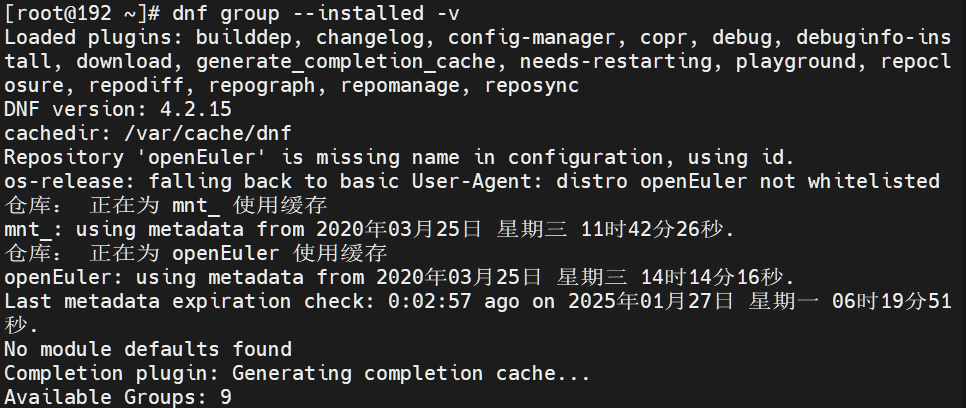 [root@192 ~]# dnf group --installed -v
Loaded plugins: builddep, changelog, config-manager, copr, debug, debuginfo-ins
tall, download, generate_completion_cache, needs-restarting, playground, repocl
osure, repodiff, repograph, repomanage, reposync
DNF version: 4.2.15
cachedir: /var/cache/dnf
Repository 'openEuler' is missing name in configuration, using id.
os-release: falling back to basic User-Agent: distro openEuler not whitelisted
仓库： 正在为 mnt_ 使用缓存
mnt_: using metadata from 2020年03月25日 星期三 11时42分26秒.
仓库： 正在为 openEuler 使用缓存
openEuler: using metadata from 2020年03月25日 星期三 14时14分16秒.
Last metadata expiration check: 0:02:57 ago on 2025年01月27日 星期一 06时19分51
秒.
No module defaults found
Completion plugin: Generating completion cache...
Available Groups: 9